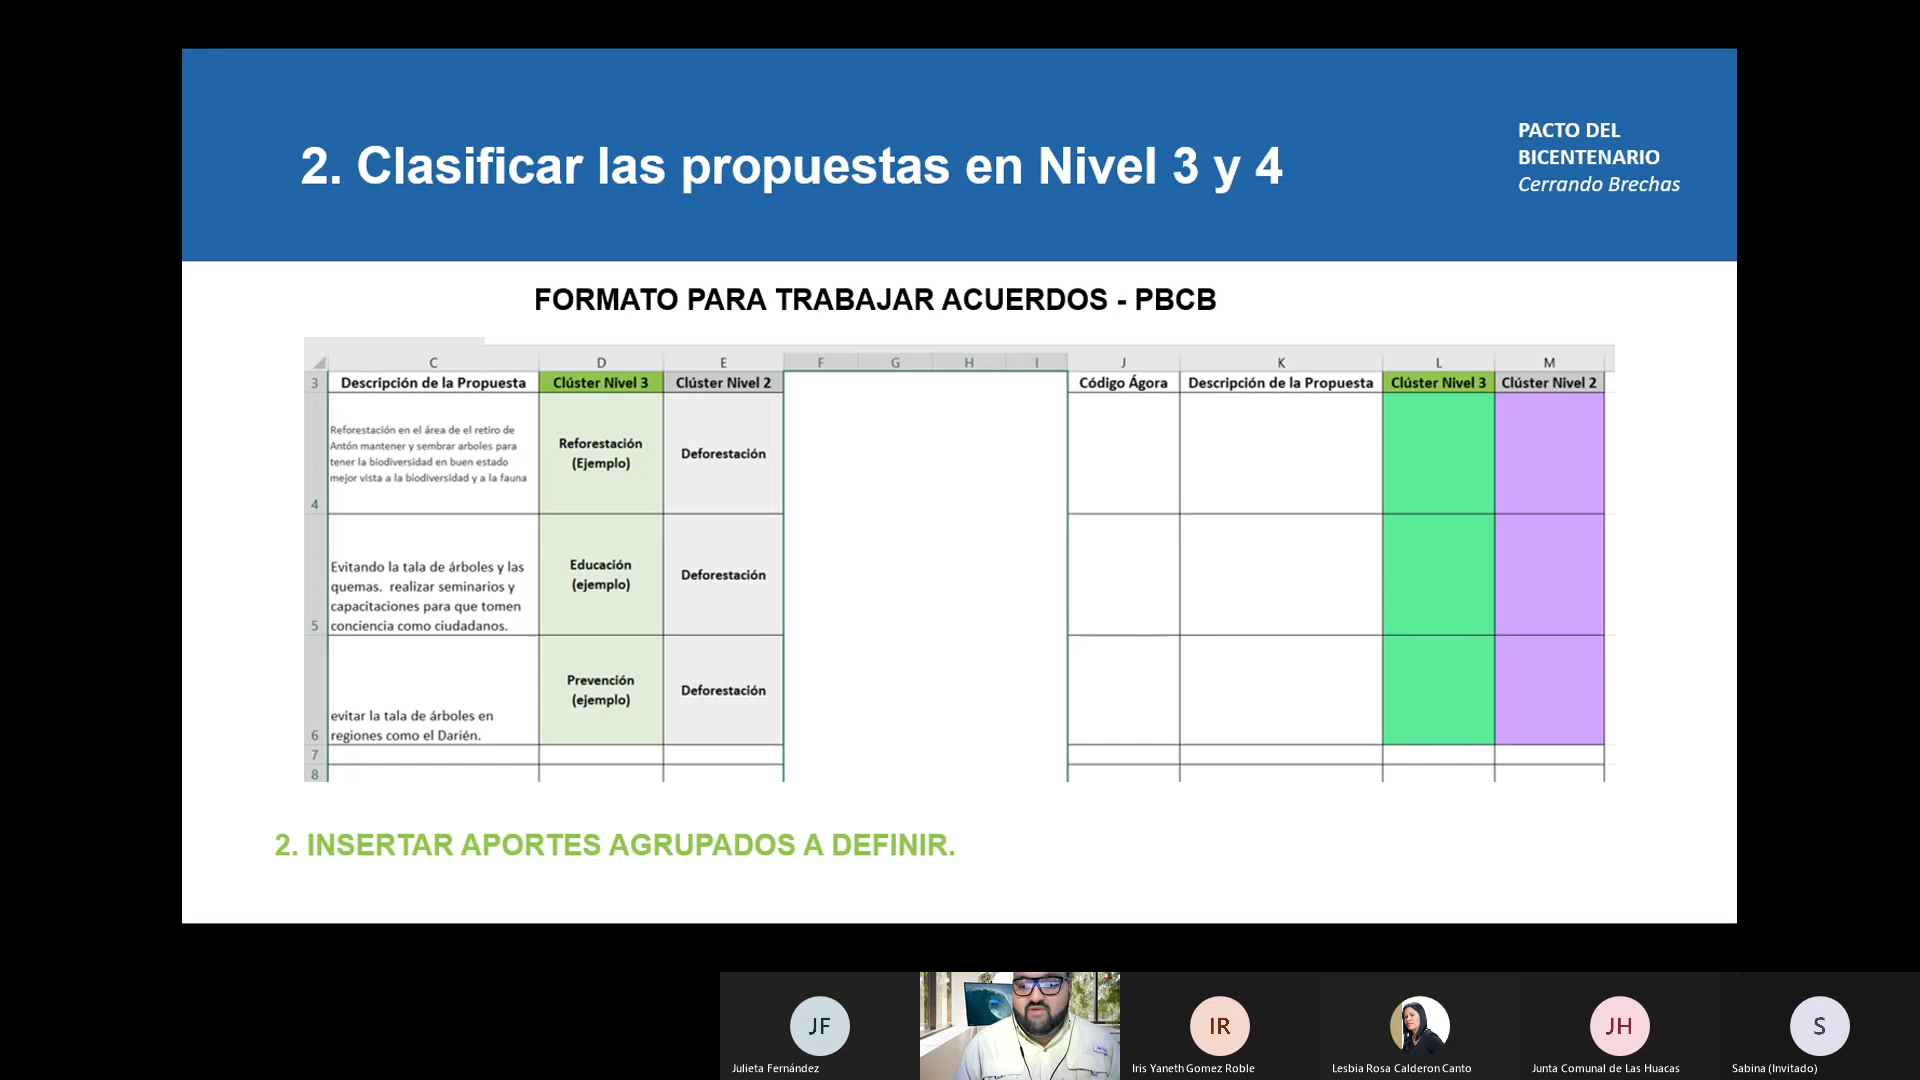 2. Clasificar las propuestas en Nivel 3 y 4
PACTO DEL
BICENTENARIO
Cerrando Brechas
FORMATO PARA TRABAJAR ACUERDOS - PBCB
C D E F G H I J K L M
3 Descripción de la Propuesta Clúster Nivel 3 Clúster Nivel 2 Código Ágora Descripción de la Propuesta Clúster Nivel 3 Clúster Nivel 2
Reforestación en el área de el retiro de
Antón mantener y sembrar arboles para
tener la biodiversidad en buen estado
mejor vista a la biodiversidad y a la fauna
Reforestación
(Ejemplo)
Deforestación
4
Evitando la tala de árboles y las
quemas. realizar seminarios y
capacitaciones para que tomen
conciencia como ciudadanos.
Educación
(ejemplo)
Deforestación
5
evitar la tala de árboles en
regiones como el Darién.
Prevención
(ejemplo)
Deforestación
6
7
8
2. INSERTAR APORTES AGRUPADOS A DEFINIR.
JF
IR
JH
S
Julieta Fernández
Iris Yaneth Gomez Roble
Lesbia Rosa Calderon Canto
Junta Comunal de Las Huacas
Sabina (Invitado)